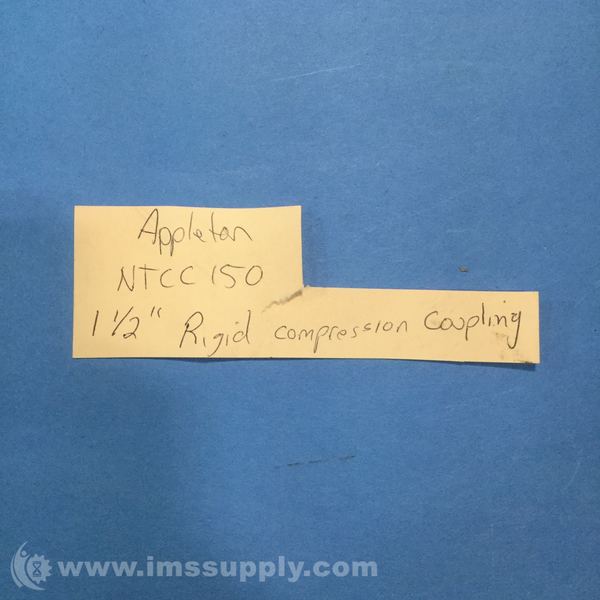 Appleton
NTCC 150
1 1/2" Rigid compression Coupling
www.imssupply.com